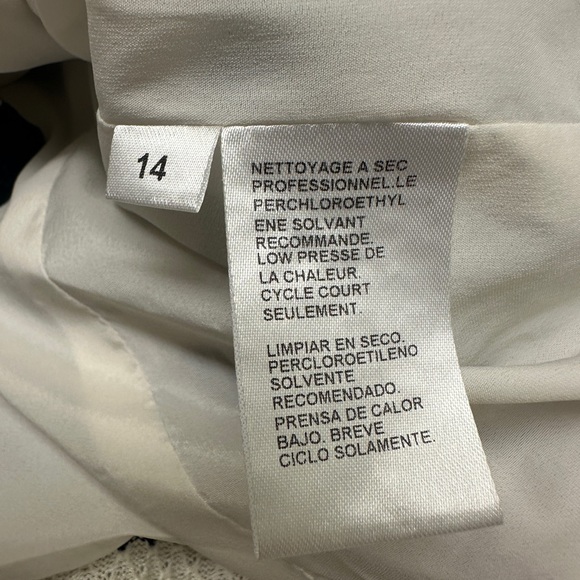 14
NETTOYAGE A SEC
PROFESSIONNEL.LE
PERCHLOROETHYL
ENE SOLVANT
RECOMMANDE.
LOW PRESSE DE
LA CHALEUR.
CYCLE COURT
SEULEMENT.
LIMPIAR EN SECO.
PERCLOROETILENO
SOLVENTE
RECOMENDADO.
PRENSA DE CALOR
BAJO. BREVE
CICLO SOLAMENTE.